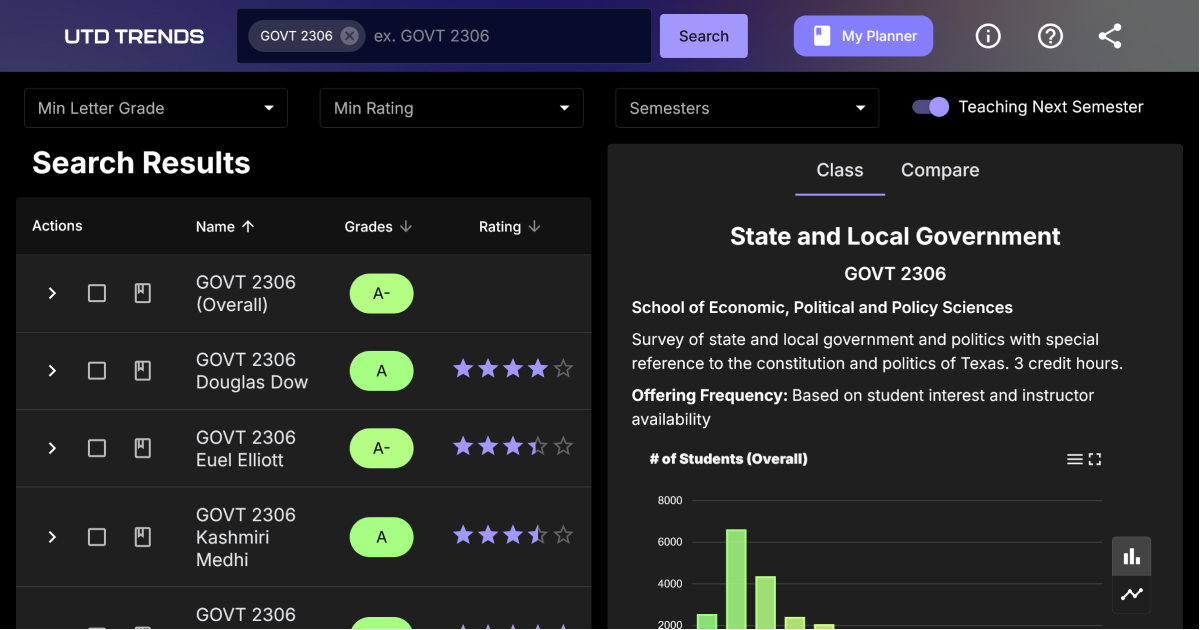 UTD TRENDS
GOVT 2306
ex. GOVT 2306
Search
My Planner
Min Letter Grade
Min Rating
Semesters
Teaching Next Semester
Search Results
Actions
Name
Grades
Rating
GOVT 2306
(Overall)
A-
GOVT 2306
Douglas Dow
A
GOVT 2306
Euel Elliott
A-
GOVT 2306
Kashmiri
Medhi
A
GOVT 2306
Class
Compare
State and Local Government
GOVT 2306
School of Economic, Political and Policy Sciences
Survey of state and local government and politics with special
reference to the constitution and politics of Texas. 3 credit hours.
Offering Frequency: Based on student interest and instructor
availability
# of Students (Overall)
8000
6000
4000
2000